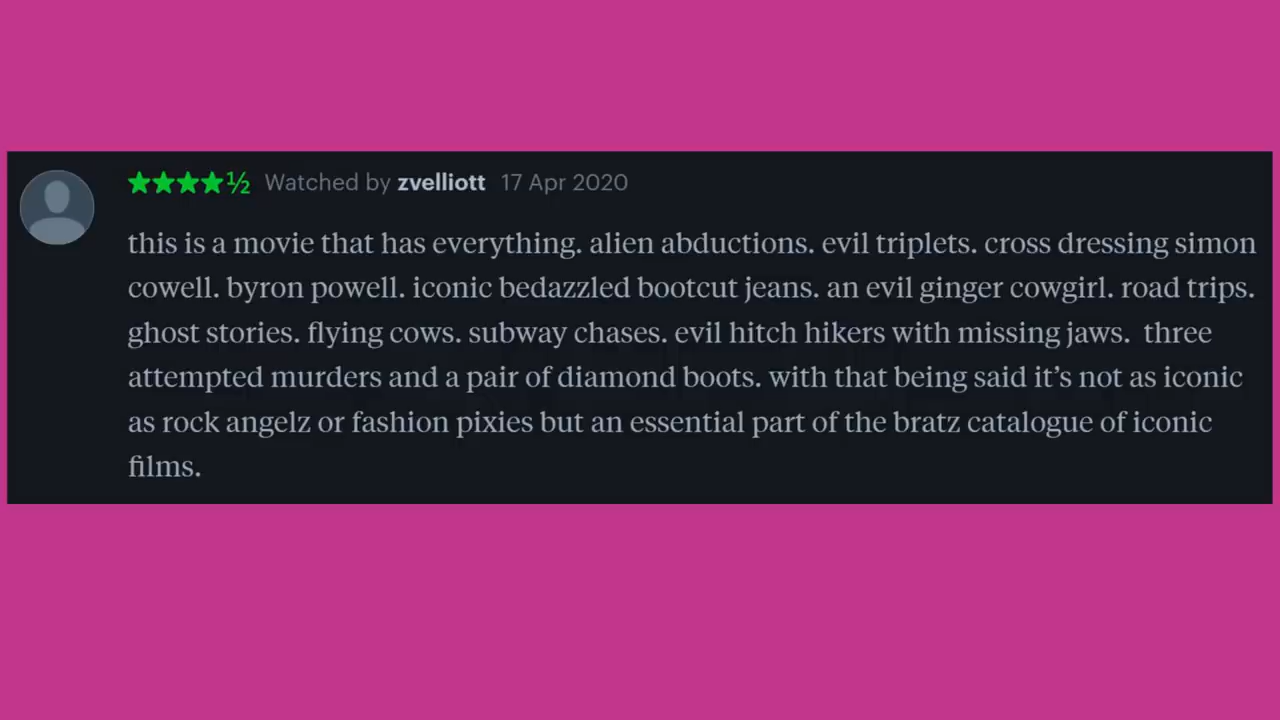 ★★★★½ Watched by zvelliott 17 Apr 2020
this is a movie that has everything. alien abductions. evil triplets. cross dressing simon
cowell. byron powell. iconic bedazzled bootcut jeans. an evil ginger cowgirl. road trips.
ghost stories. flying cows. subway chases. evil hitch hikers with missing jaws.  three
attempted murders and a pair of diamond boots. with that being said it’s not as iconic
as rock angelz or fashion pixies but an essential part of the bratz catalogue of iconic
films.